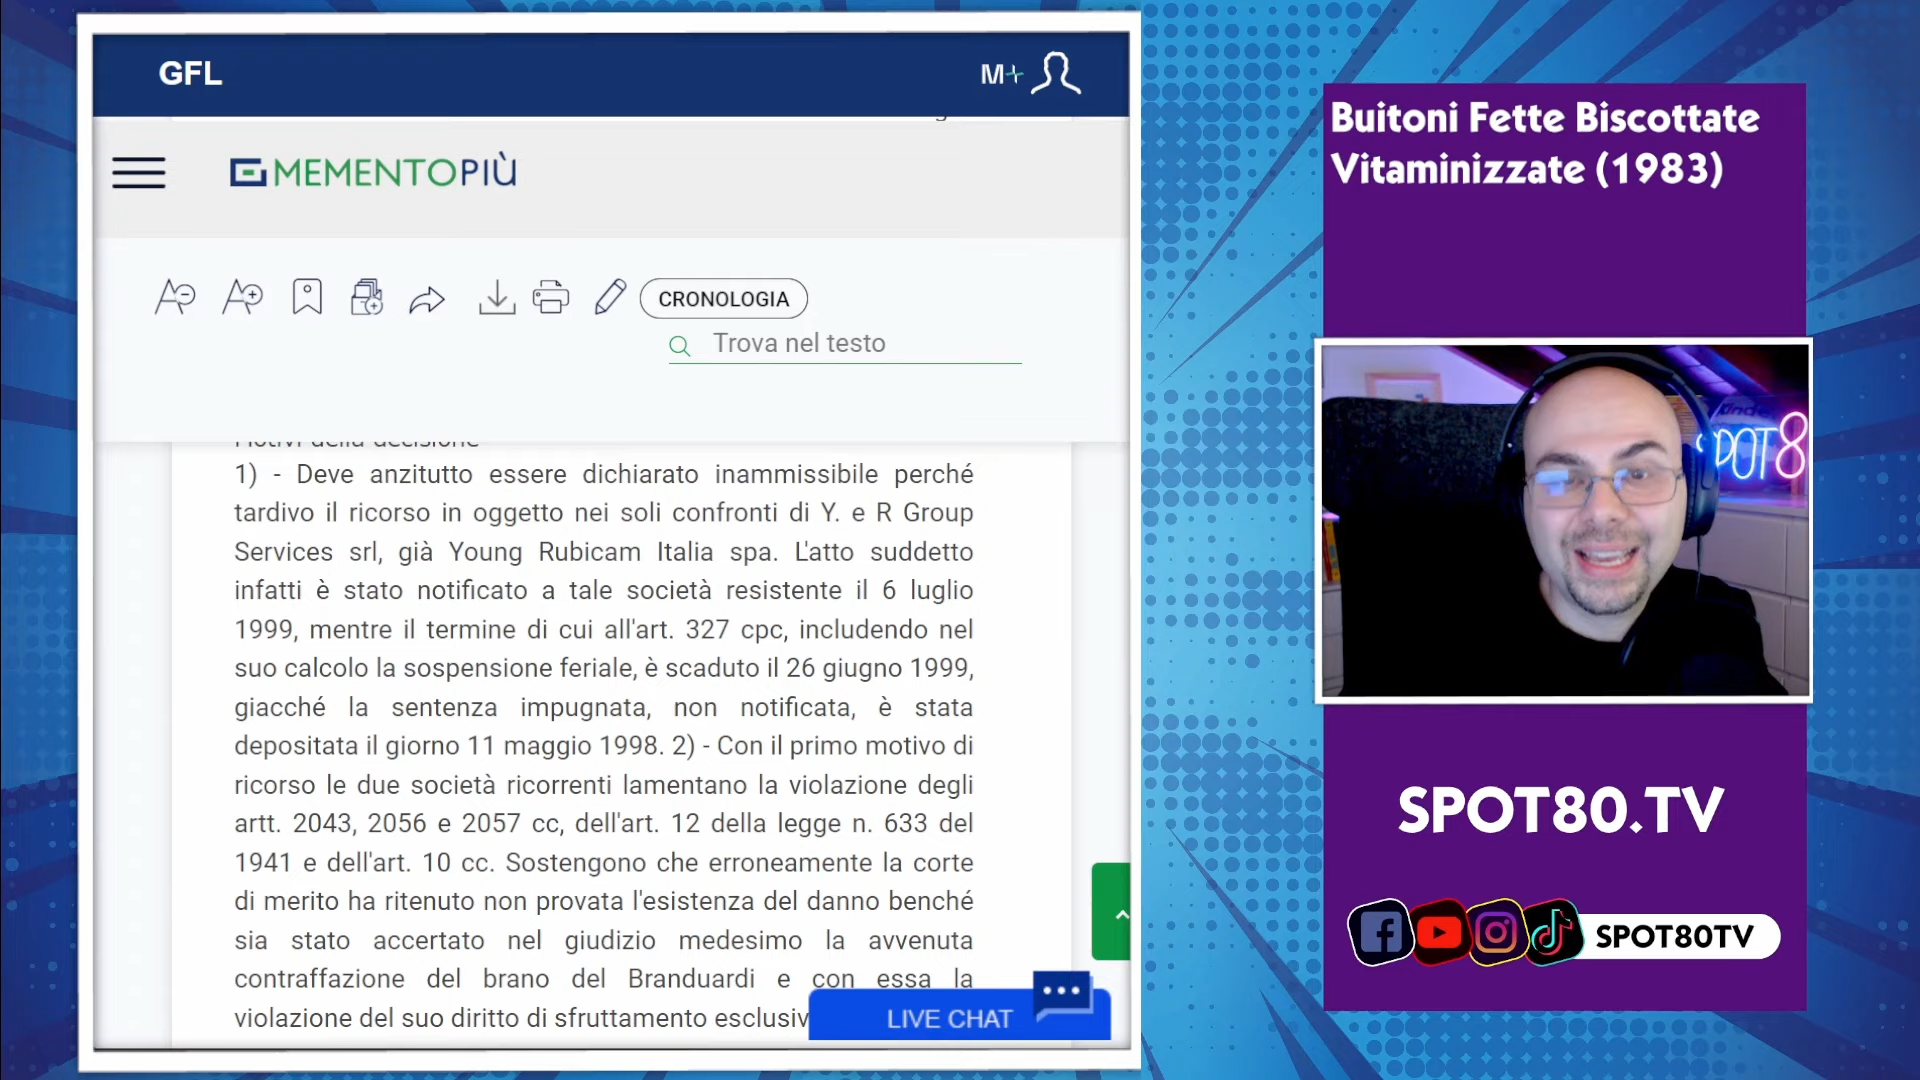 GFL
M+
MEMENTOPIÙ
CRONOLOGIA
Trova nel testo
Motivi della decisione
1) - Deve anzitutto essere dichiarato inammissibile perché
tardivo il ricorso in oggetto nei soli confronti di Y. e R Group
Services srl, già Young Rubicam Italia spa. L'atto suddetto
infatti è stato notificato a tale società resistente il 6 luglio
1999, mentre il termine di cui all'art. 327 cpc, includendo nel
suo calcolo la sospensione feriale, è scaduto il 26 giugno 1999,
giacché la sentenza impugnata, non notificata, è stata
depositata il giorno 11 maggio 1998. 2) - Con il primo motivo di
ricorso le due società ricorrenti lamentano la violazione degli
artt. 2043, 2056 e 2057 cc, dell'art. 12 della legge n. 633 del
1941 e dell'art. 10 cc. Sostengono che erroneamente la corte
di merito ha ritenuto non provata l'esistenza del danno benché
sia stato accertato nel giudizio medesimo la avvenuta
contraffazione del brano del Branduardi e con essa la
violazione del suo diritto di sfruttamento esclusiv
LIVE CHAT
Buitoni Fette Biscottate
Vitaminizzate (1983)
SPOT8
SPOT80.TV
SPOT80TV